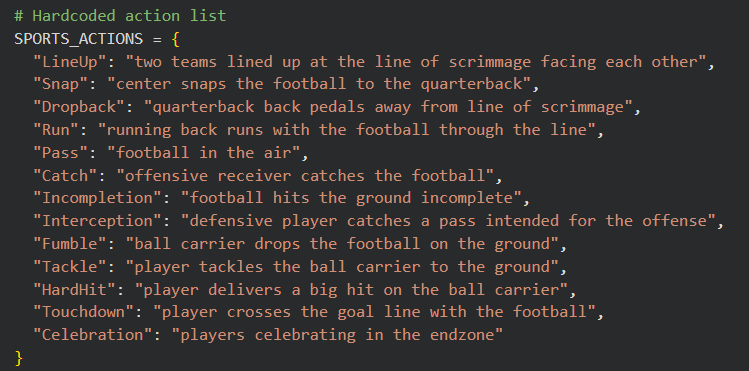 # Hardcoded action list
SPORTS_ACTIONS = {
  "LineUp": "two teams lined up at the line of scrimmage facing each other",
  "Snap": "center snaps the football to the quarterback",
  "Dropback": "quarterback back pedals away from line of scrimmage",
  "Run": "running back runs with the football through the line",
  "Pass": "football in the air",
  "Catch": "offensive receiver catches the football",
  "Incompletion": "football hits the ground incomplete",
  "Interception": "defensive player catches a pass intended for the offense",
  "Fumble": "ball carrier drops the football on the ground",
  "Tackle": "player tackles the ball carrier to the ground",
  "HardHit": "player delivers a big hit on the ball carrier",
  "Touchdown": "player crosses the goal line with the football",
  "Celebration": "players celebrating in the endzone"
}